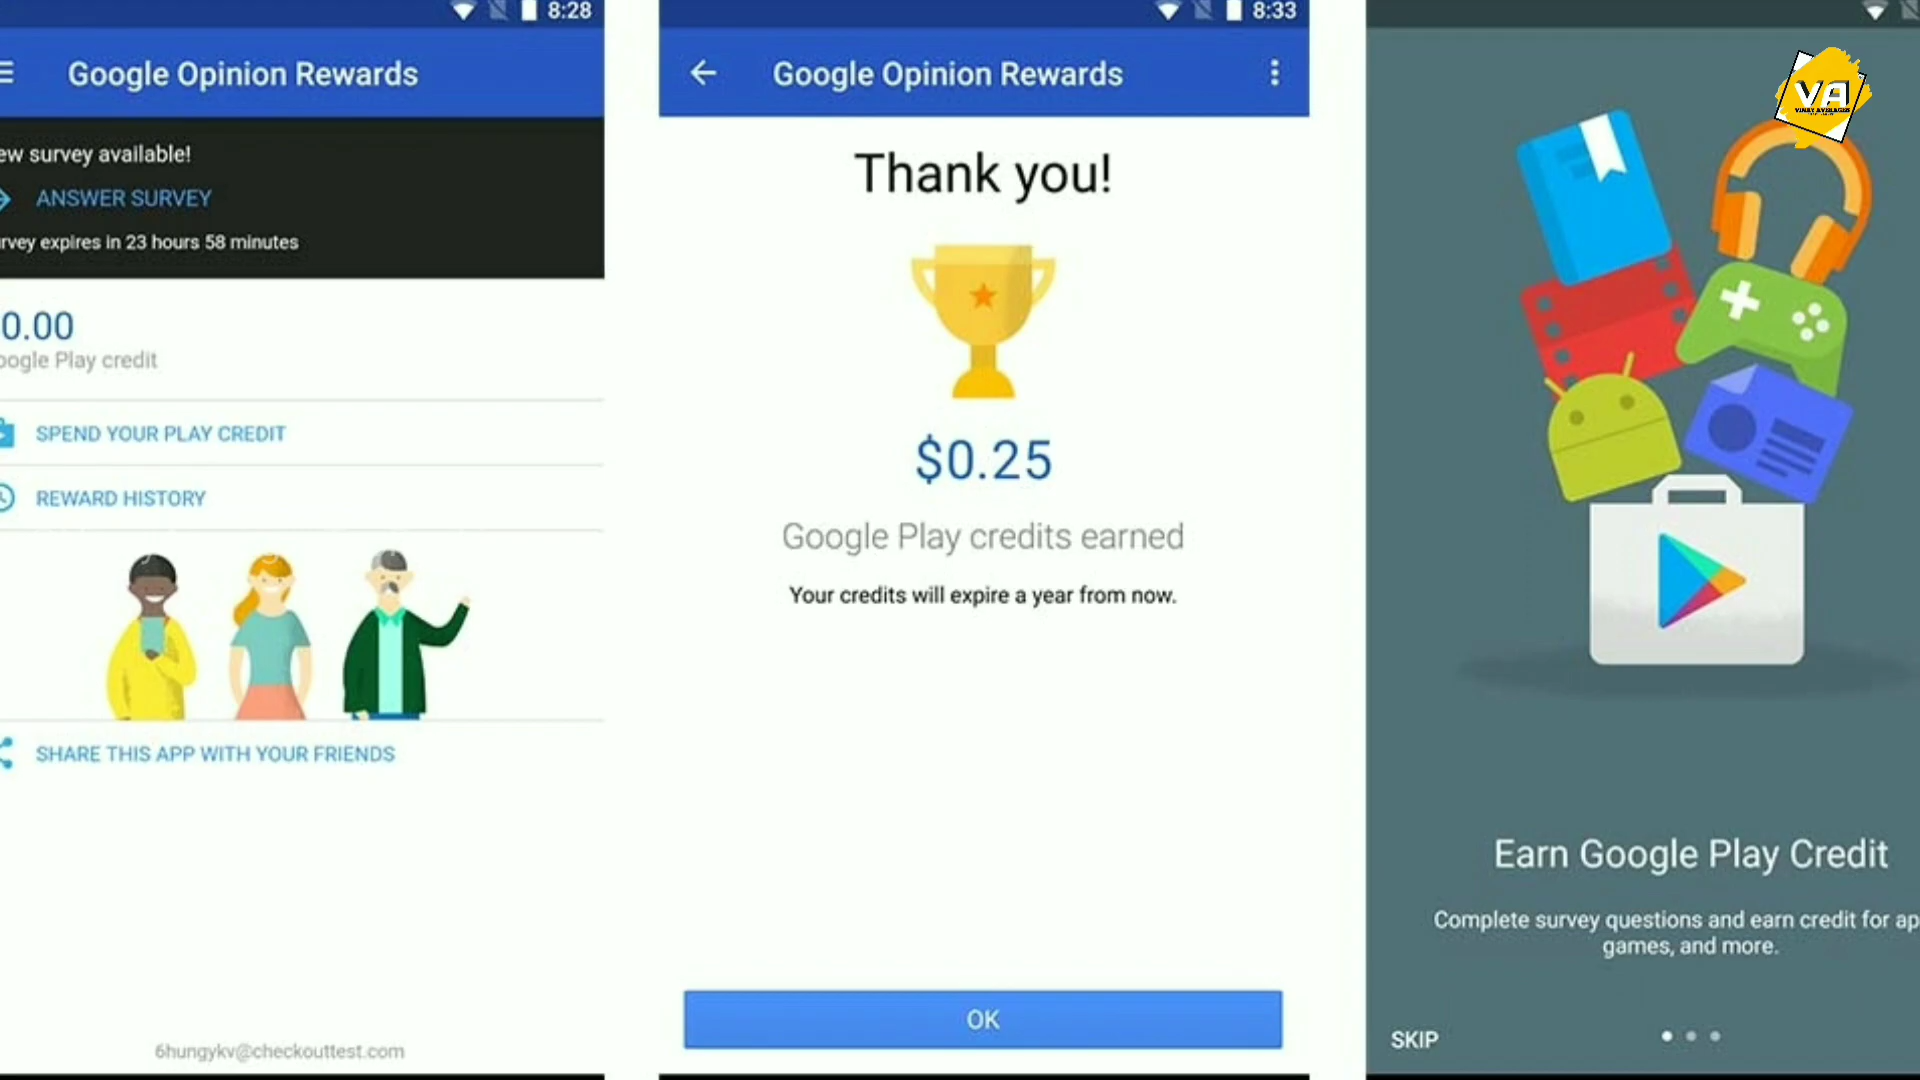 8:28
Google Opinion Rewards
ew survey available!
ANSWER SURVEY
rvey expires in 23 hours 58 minutes
0.00
oogle Play credit
SPEND YOUR PLAY CREDIT
REWARD HISTORY
SHARE THIS APP WITH YOUR FRIENDS
6hungykv@checkouttest.com
8:33
Google Opinion Rewards
Thank you!
$0.25
Google Play credits earned
Your credits will expire a year from now.
OK
VA
Earn Google Play Credit
Complete survey questions and earn credit for ap
games, and more.
SKIP